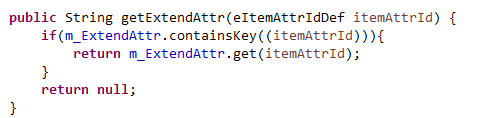 public String getExtendAttr(eItemAttrIdDef itemAttrId) {
    if(m_ExtendAttr.containsKey((itemAttrId))){
        return m_ExtendAttr.get(itemAttrId);
    }
    return null;
}